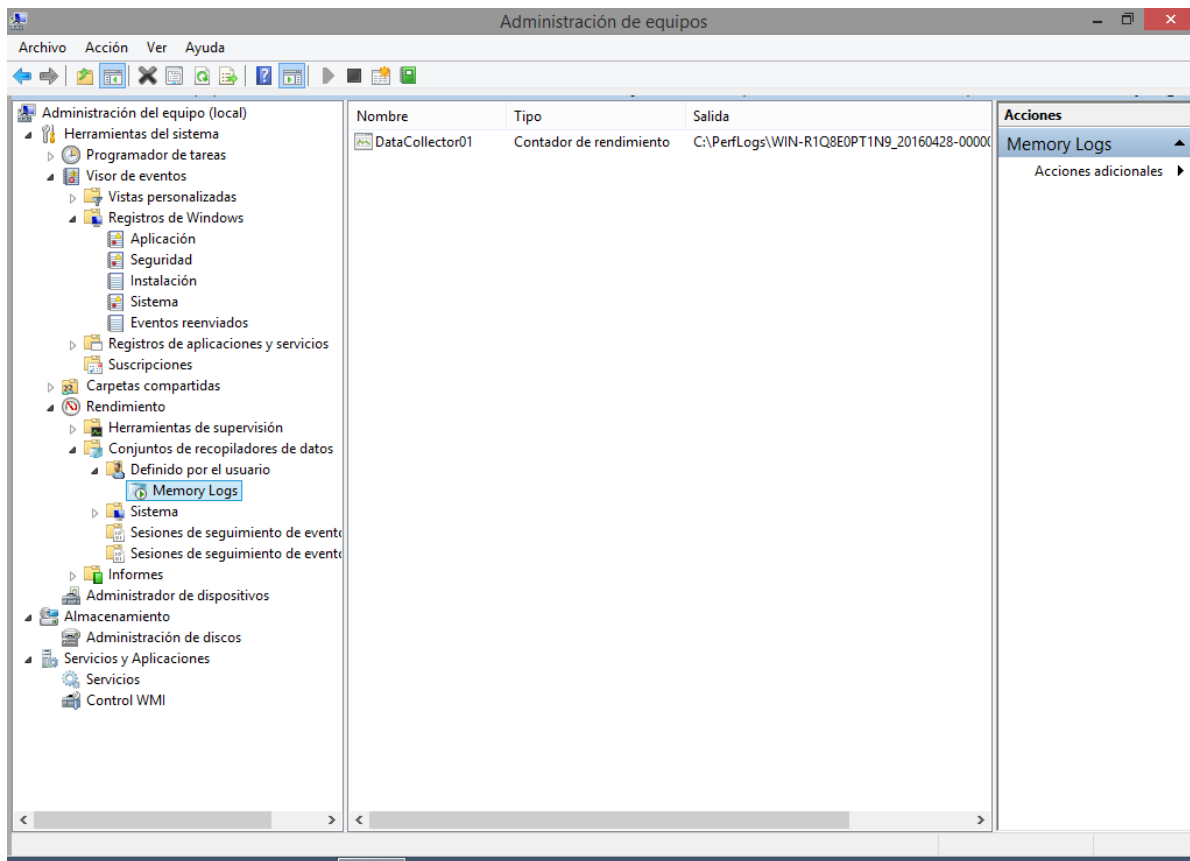 Administración de equipos
Archivo Acción Ver Ayuda
Administración del equipo (local)
Herramientas del sistema
Programador de tareas
Visor de eventos
Vistas personalizadas
Registros de Windows
Aplicación
Seguridad
Instalación
Sistema
Eventos reenviados
Registros de aplicaciones y servicios
Suscripciones
Carpetas compartidas
Rendimiento
Herramientas de supervisión
Conjuntos de recopiladores de datos
Definido por el usuario
Memory Logs
Sistema
Sesiones de seguimiento de evento
Sesiones de seguimiento de evento
Informes
Administrador de dispositivos
Almacenamiento
Administración de discos
Servicios y Aplicaciones
Servicios
Control WMI
Nombre Tipo Salida
DataCollector01 Contador de rendimiento C:\PerfLogs\WIN-R1Q8E0PT1N9_20160428-00000
Acciones
Memory Logs
Acciones adicionales